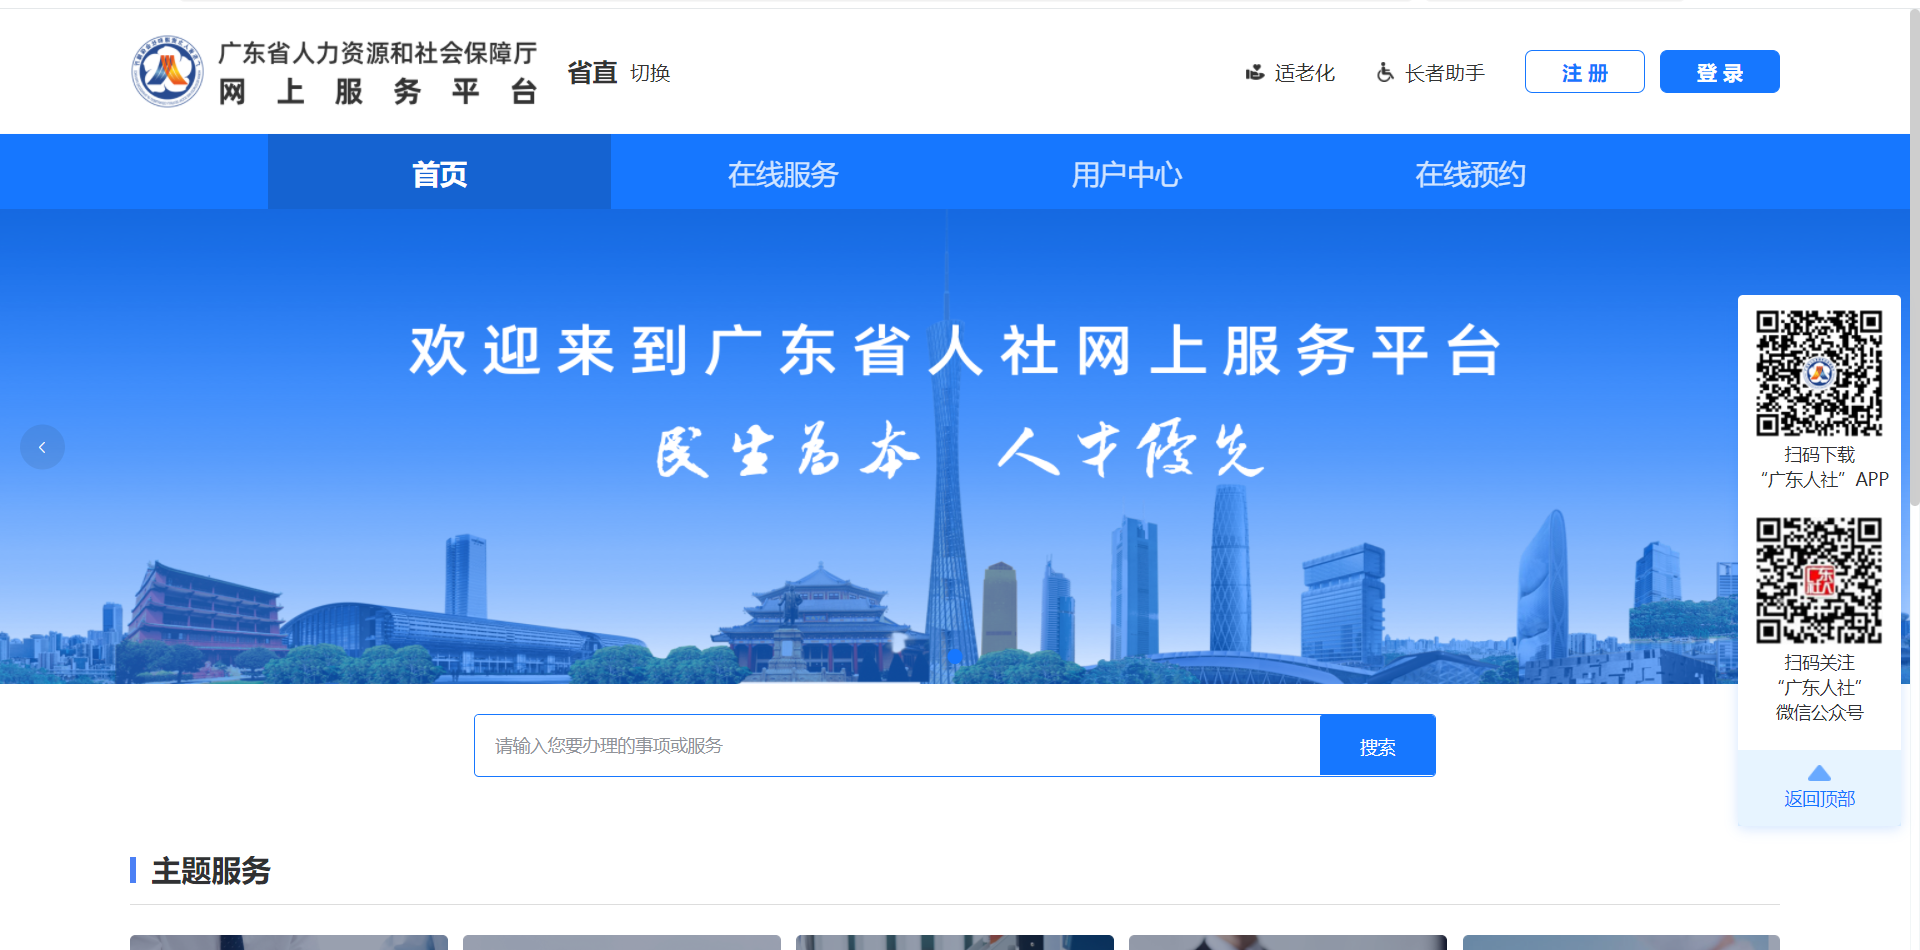 广东省人力资源和社会保障厅
网上服务平台
省直 切换
适老化 长者助手 注册 登录
首页 在线服务 用户中心 在线预约
欢迎来到广东省人社网上服务平台
民生為本 人才優先
扫码下载
“广东人社”APP
扫码关注
“广东人社”
微信公众号
返回顶部
请输入您要办理的事项或服务 搜索
主题服务